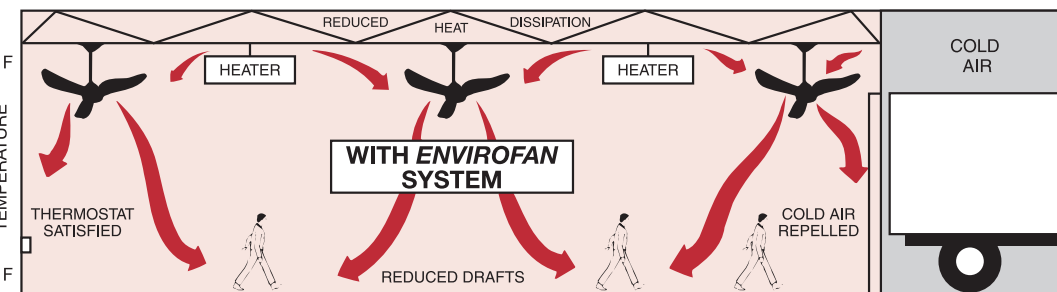 REDUCED
HEAT
DISSIPATION
COLD
AIR
F
HEATER
HEATER
TEMPERATURE
WITH ENVIROFAN
SYSTEM
THERMOSTAT
SATISFIED
COLD AIR
REPELLED
F
REDUCED DRAFTS